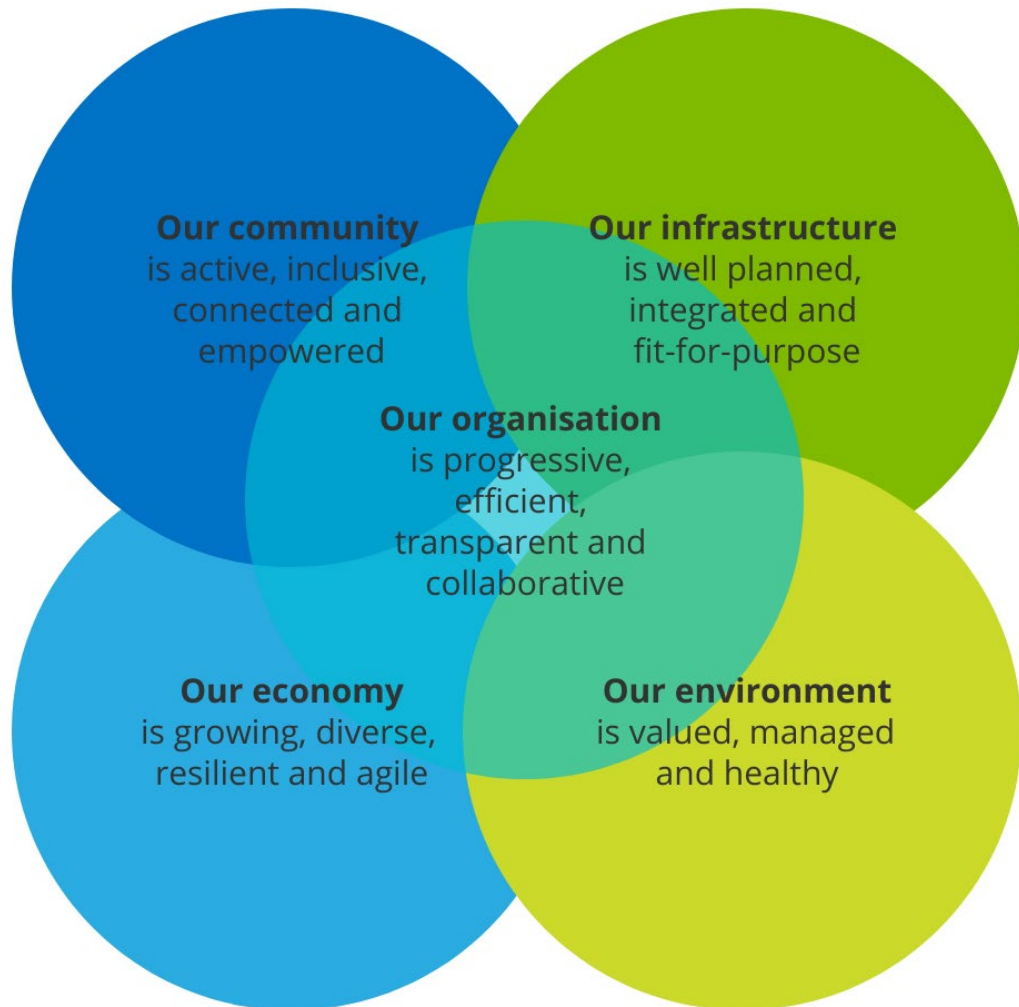 Our community
is active, inclusive,
connected and
empowered
Our infrastructure
is well planned,
integrated and
fit-for-purpose
Our organisation
is progressive,
efficient,
transparent and
collaborative
Our economy
is growing, diverse,
resilient and agile
Our environment
is valued, managed
and healthy